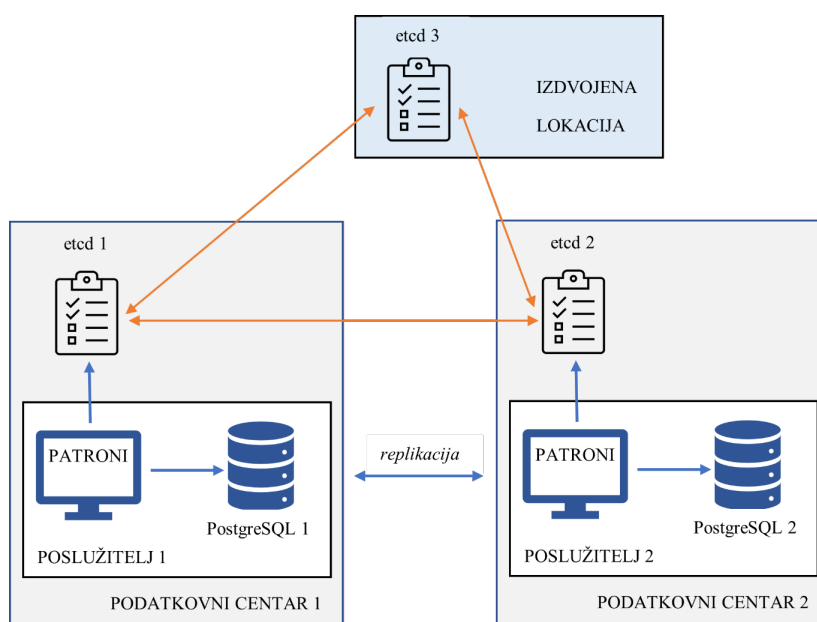 etcd 3
IZDVOJENA
LOKACIJA
etcd 1
etcd 2
PATRONI
PostgreSQL 1
POSLUŽITELJ 1
PODATKOVNI CENTAR 1
replikacija
PATRONI
PostgreSQL 2
POSLUŽITELJ 2
PODATKOVNI CENTAR 2